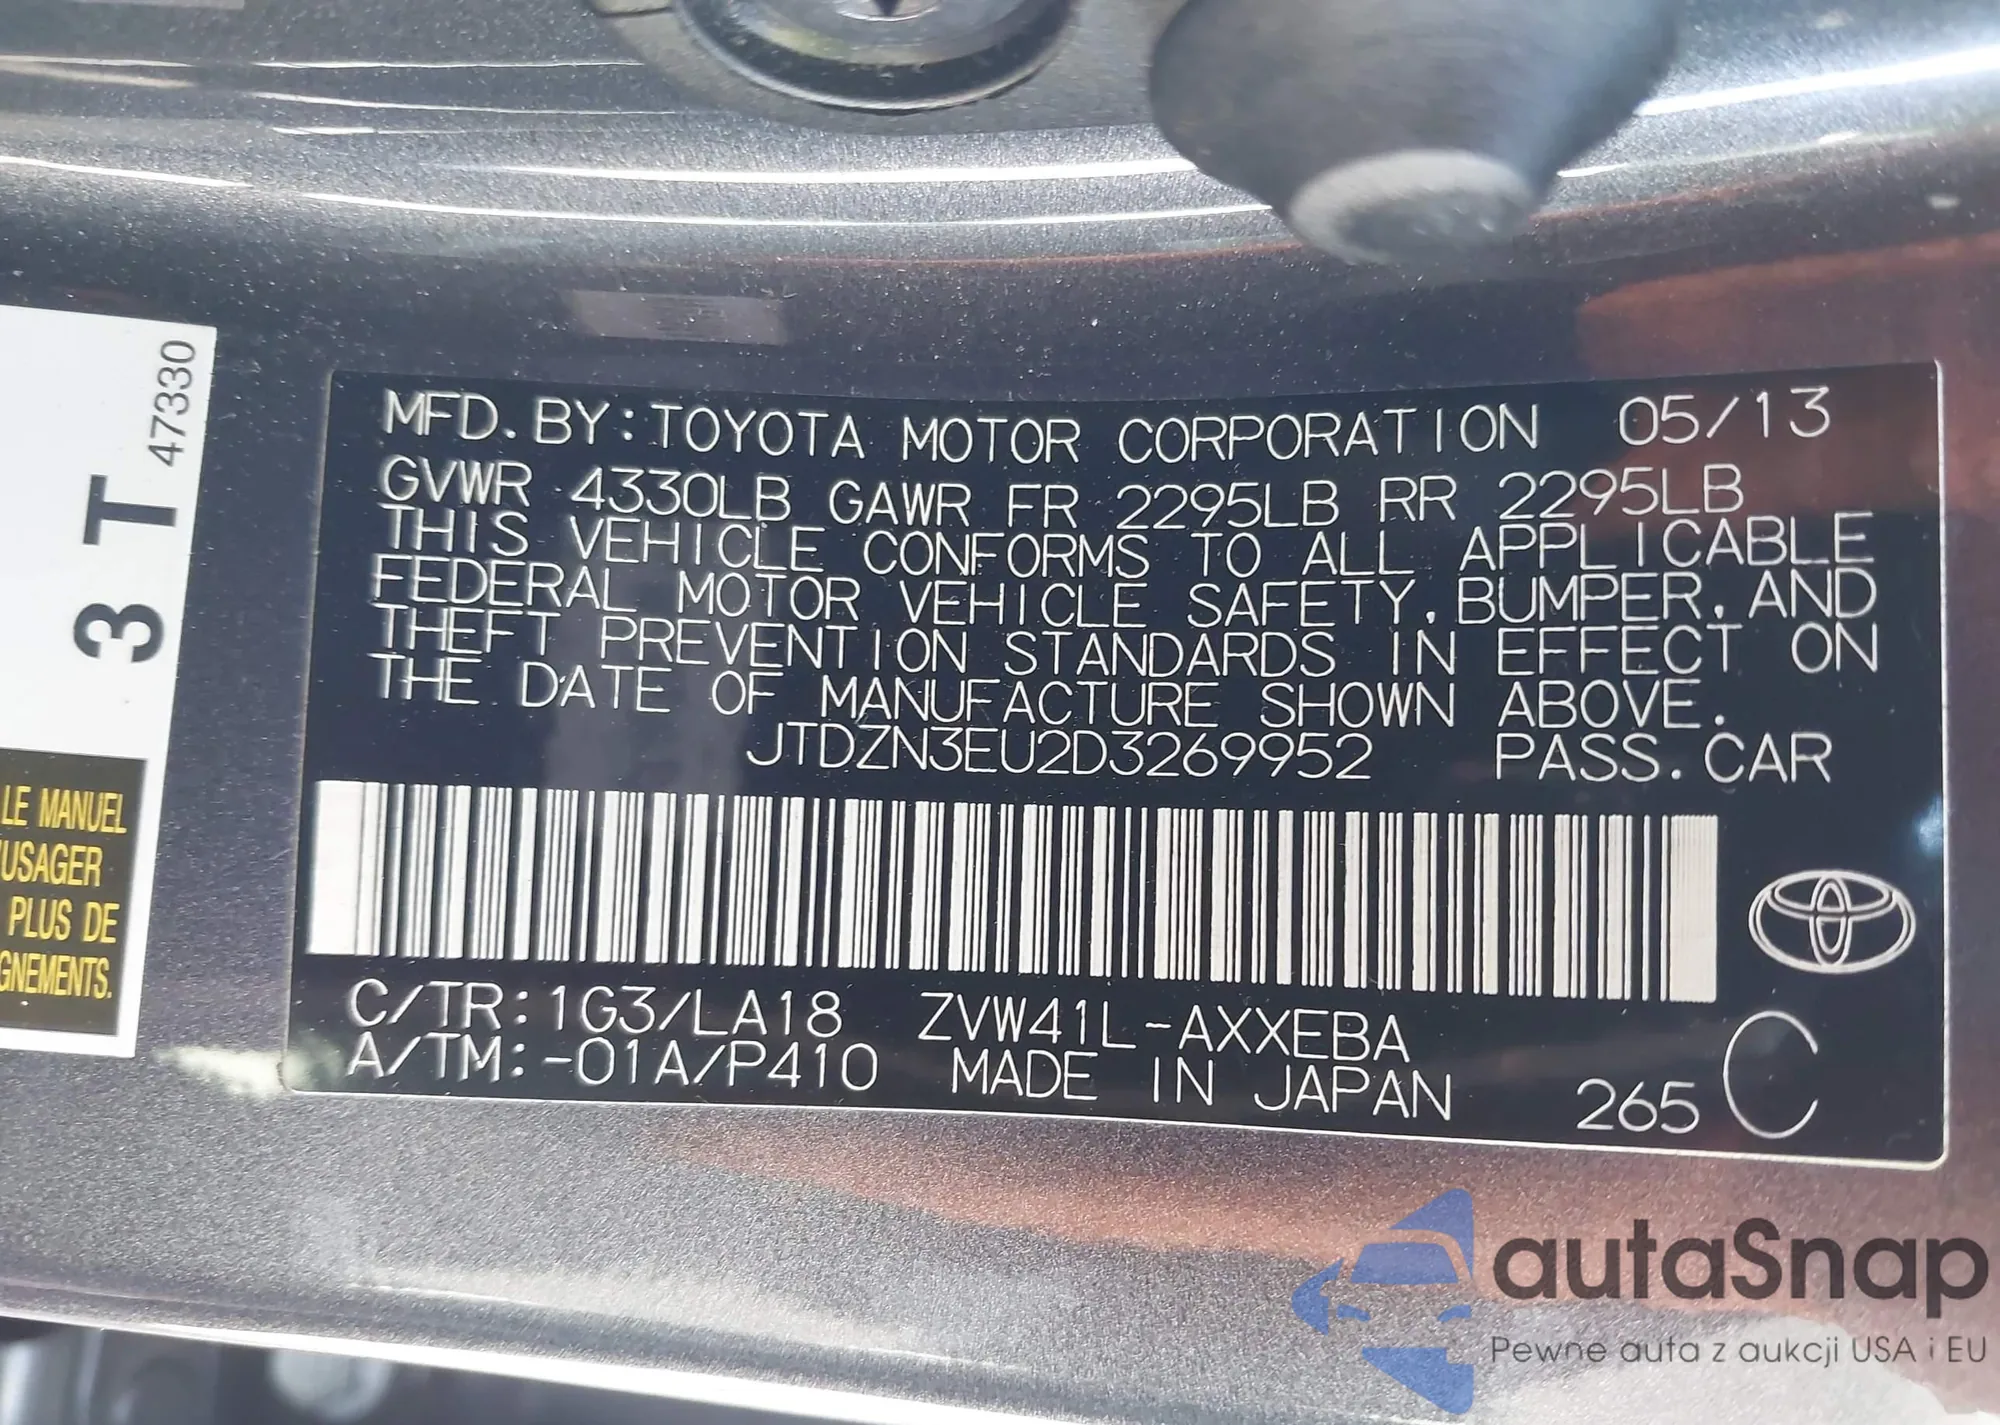 47330
3 T
LE MANUEL
'USAGER
PLUS DE
GNEMENTS.
MFD. BY: TOYOTA MOTOR CORPORATION 05/13
GVWR 4330LB GAWR FR 2295LB RR 2295LB
THIS VEHICLE CONFORMS TO ALL APPLICABLE
FEDERAL MOTOR VEHICLE SAFETY, BUMPER, AND
THEFT PREVENTION STANDARDS IN EFFECT ON
THE DATE OF MANUFACTURE SHOWN ABOVE.
JTDZN3EU2D3269952 PASS. CAR
C/TR: 1G3/LA18 ZVW41L-AXXEBA
A/TM: -01A/P410 MADE IN JAPAN 265 C
autaSnap
Pewne auta z aukcji USA i EU